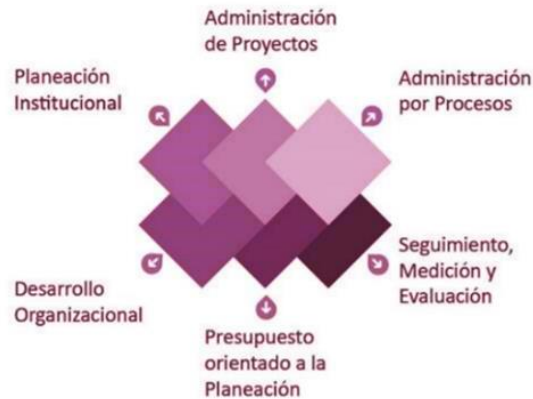 Administración
de Proyectos
Planeación
Institucional
Administración
por Procesos
Desarrollo
Organizacional
Presupuesto
orientado a la
Planeación
Seguimiento,
Medición y
Evaluación